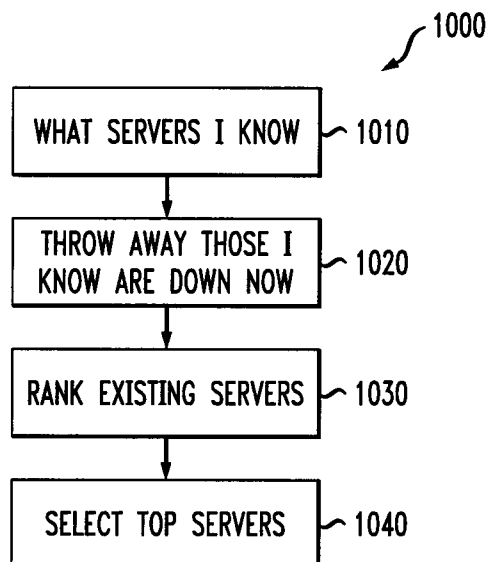 1000
WHAT SERVERS I KNOW
1010
THROW AWAY THOSE I
KNOW ARE DOWN NOW
1020
RANK EXISTING SERVERS
1030
SELECT TOP SERVERS
1040